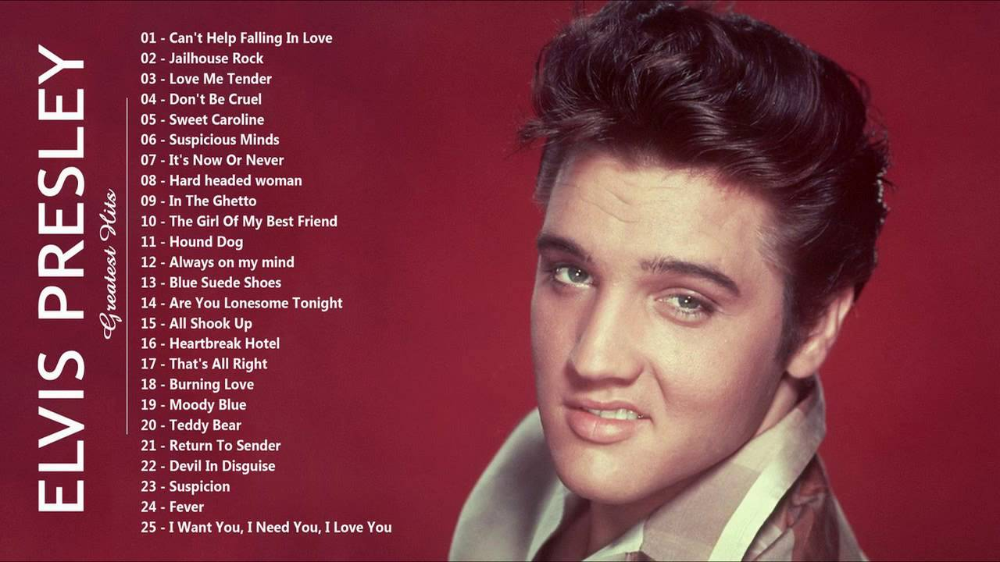 ELVIS PRESLEY
Greatest Hits
01 - Can't Help Falling In Love
02 - Jailhouse Rock
03 - Love Me Tender
04 - Don't Be Cruel
05 - Sweet Caroline
06 - Suspicious Minds
07 - It's Now Or Never
08 - Hard headed woman
09 - In The Ghetto
10 - The Girl Of My Best Friend
11 - Hound Dog
12 - Always on my mind
13 - Blue Suede Shoes
14 - Are You Lonesome Tonight
15 - All Shook Up
16 - Heartbreak Hotel
17 - That's All Right
18 - Burning Love
19 - Moody Blue
20 - Teddy Bear
21 - Return To Sender
22 - Devil In Disguise
23 - Suspicion
24 - Fever
25 - I Want You, I Need You, I Love You